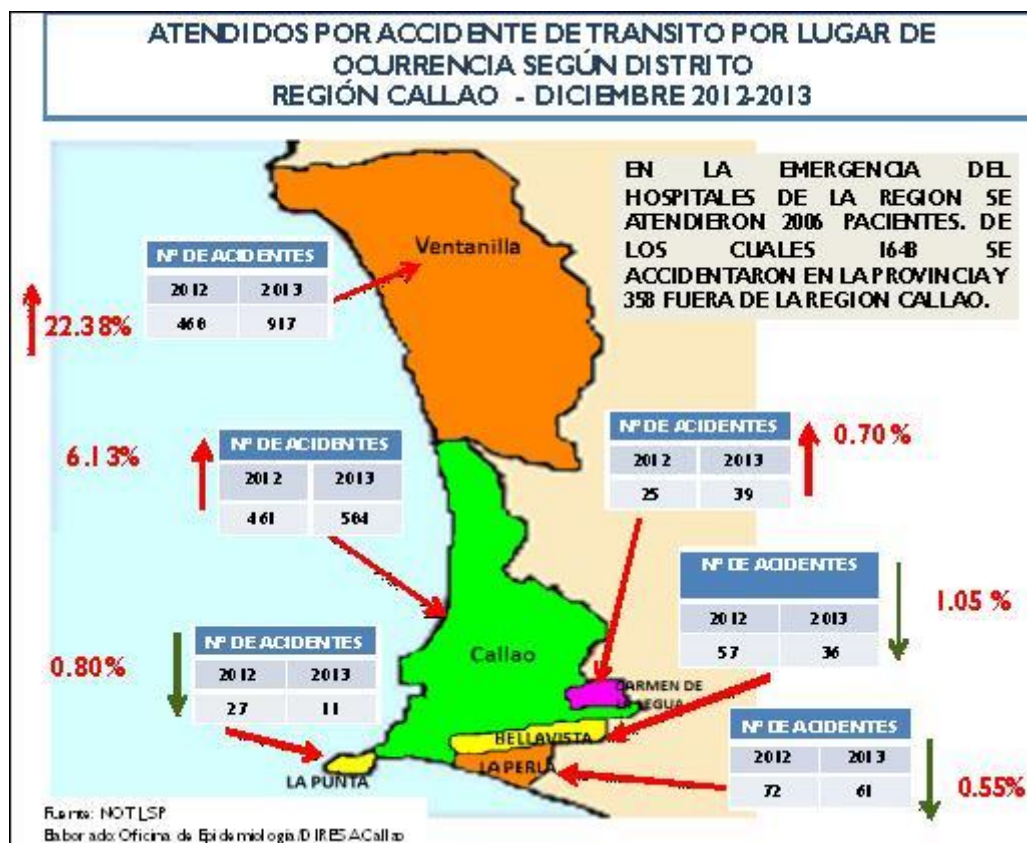 ATENDIDOS POR ACCIDENTE DE TRANSITO POR LUGAR DE
OCURRENCIA SEGÚN DISTRITO
REGIÓN CALLAO - DICIEMBRE 2012-2013
EN LA EMERGENCIA DEL
HOSPITALES DE LA REGION SE
ATENDIERON 2006 PACIENTES. DE
LOS CUALES 1648 SE
ACCIDENTARON EN LA PROVINCIA Y
358 FUERA DE LA REGION CALLAO.
Ventanilla
Nº DE ACIDENTES
2012 2013
468 917
22.38%
Nº DE ACIDENTES
2012 2013
461 584
6.13%
Nº DE ACIDENTES
2012 2013
25 39
0.70%
Nº DE ACIDENTES
2012 2013
57 36
1.05 %
Nº DE ACIDENTES
2012 2013
27 11
0.80%
Callao
CARMEN DE
LA LEGUA
BELLAVISTA
LA PERLA
LA PUNTA
Nº DE ACIDENTES
2012 2013
72 61
0.55%
Fuente: NOTI_SP
Elaborado: Oficina de Epidemiologia/DIRESA Callao